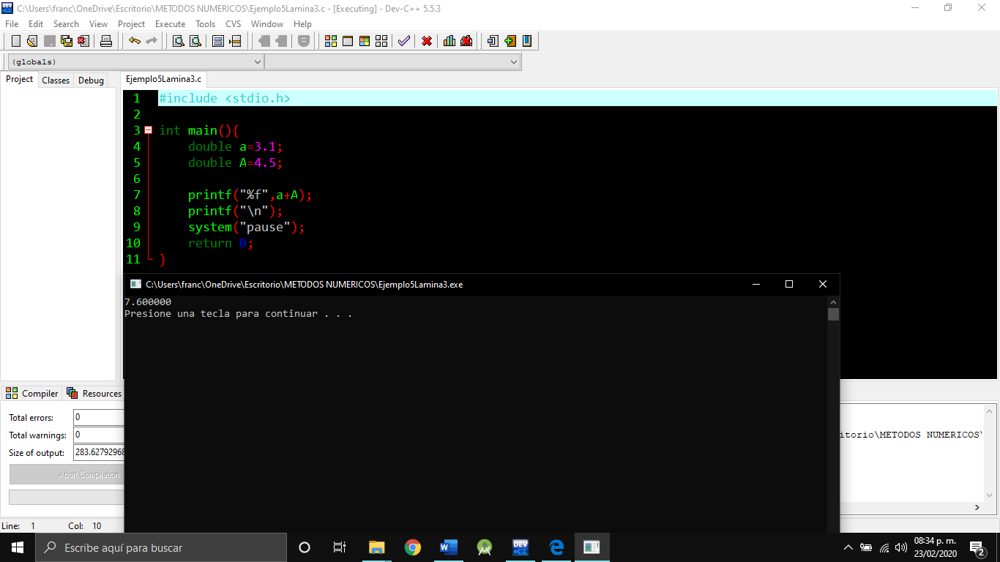 C:\Users\franc\OneDrive\Escritorio\METODOS NUMERICOS\Ejemplo5Lamina3.c - [Executing] - Dev-C++ 5.5.3
File Edit Search View Project Execute Tools CVS Window Help
(globals)
Project Classes Debug Ejemplo5Lamina3.c
1 #include <stdio.h>
2
3 int main(){
4 double a=3.1;
5 double A=4.5;
6
7 printf("%f",a+A);
8 printf("\n");
9 system("pause");
10 return 0;
11 }
C:\Users\franc\OneDrive\Escritorio\METODOS NUMERICOS\Ejemplo5Lamina3.exe
7.600000
Presione una tecla para continuar . . .
Compiler Resources
Total errors: 0
Total warnings: 0
Size of output: 283.62792968
itorio\METODOS NUMERICOS\
Abort Compilation
Line: 1 Col: 10
Escribe aquí para buscar
DEV C++
08:34 p. m.
23/02/2020
2